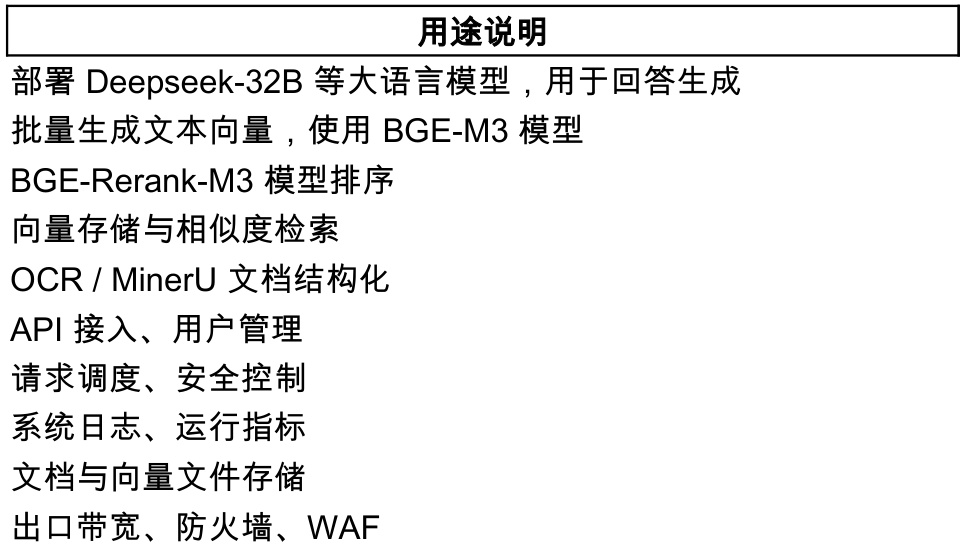 用途说明
部署 Deepseek-32B 等大语言模型，用于回答生成
批量生成文本向量，使用 BGE-M3 模型
BGE-Rerank-M3 模型排序
向量存储与相似度检索
OCR / MinerU 文档结构化
API 接入、用户管理
请求调度、安全控制
系统日志、运行指标
文档与向量文件存储
出口带宽、防火墙、WAF